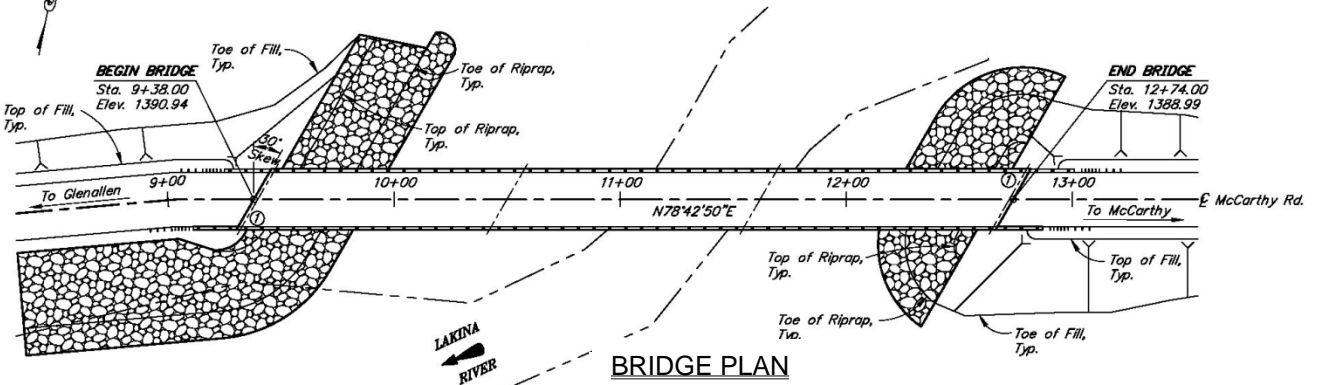 Toe of Fill,
Typ.
BEGIN BRIDGE
Sta. 9+38.00
Elev. 1390.94
Top of Fill,
Typ.
30°
Skew
Toe of Riprap,
Typ.
Top of Riprap,
Typ.
END BRIDGE
Sta. 12+74.00
Elev. 1388.99
To Glenallen
9+00
10+00
11+00
12+00
13+00
1
1
N78°42'50"E
To McCarthy
℄ McCarthy Rd.
Top of Riprap,
Typ.
Top of Fill,
Typ.
Toe of Riprap,
Typ.
Toe of Fill,
Typ.
LAKINA
RIVER
BRIDGE PLAN